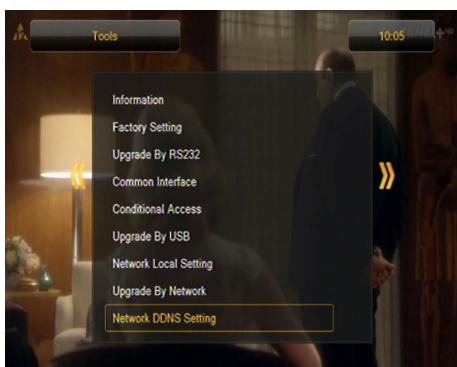 Tools
10:05
Information
Factory Setting
Upgrade By RS232
Common Interface
Conditional Access
Upgrade By USB
Network Local Setting
Upgrade By Network
Network DDNS Setting